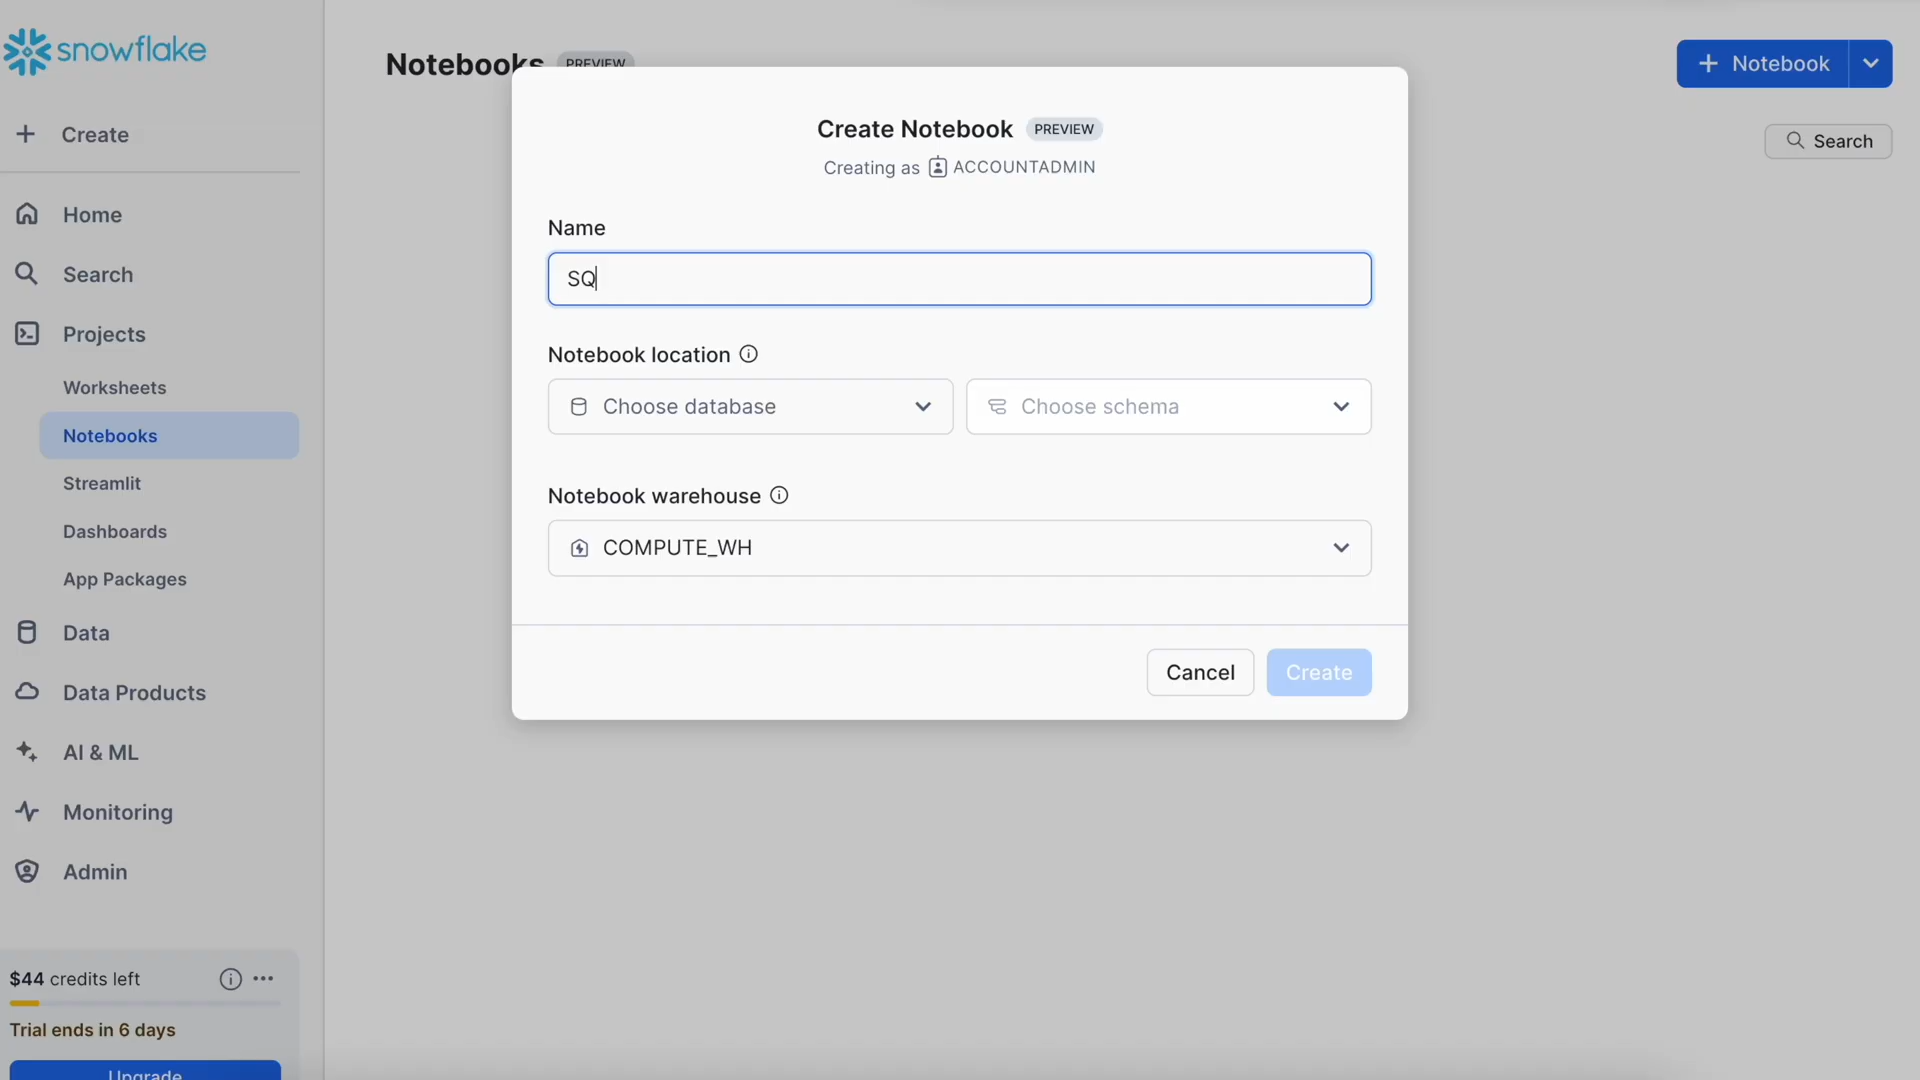 snowflake
Create
Home
Search
Projects
Worksheets
Notebooks
Streamlit
Dashboards
App Packages
Data
Data Products
AI & ML
Monitoring
Admin
$44 credits left
Trial ends in 6 days
Upgrade
Notebooks PREVIEW
Notebook
Search
Create Notebook PREVIEW
Creating as ACCOUNTADMIN
Name
SQ
Notebook location
Choose database
Choose schema
Notebook warehouse
COMPUTE_WH
Cancel
Create